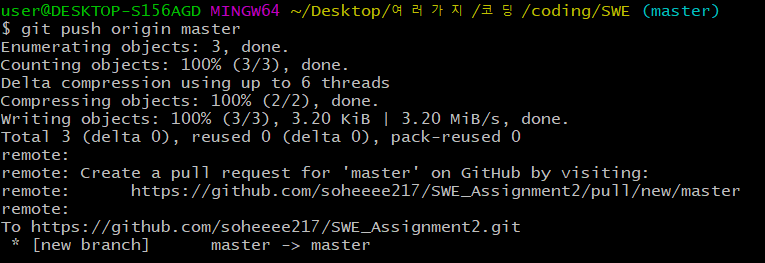 user@DESKTOP-S156AGD MINGW64 ~/Desktop/여러가지/코딩/coding/SWE (master)
$ git push origin master
Enumerating objects: 3, done.
Counting objects: 100% (3/3), done.
Delta compression using up to 6 threads
Compressing objects: 100% (2/2), done.
Writing objects: 100% (3/3), 3.20 KiB | 3.20 MiB/s, done.
Total 3 (delta 0), reused 0 (delta 0), pack-reused 0
remote:
remote: Create a pull request for 'master' on GitHub by visiting:
remote:      https://github.com/soheeee217/SWE_Assignment2/pull/new/master
remote:
To https://github.com/soheeee217/SWE_Assignment2.git
 * [new branch]      master -> master